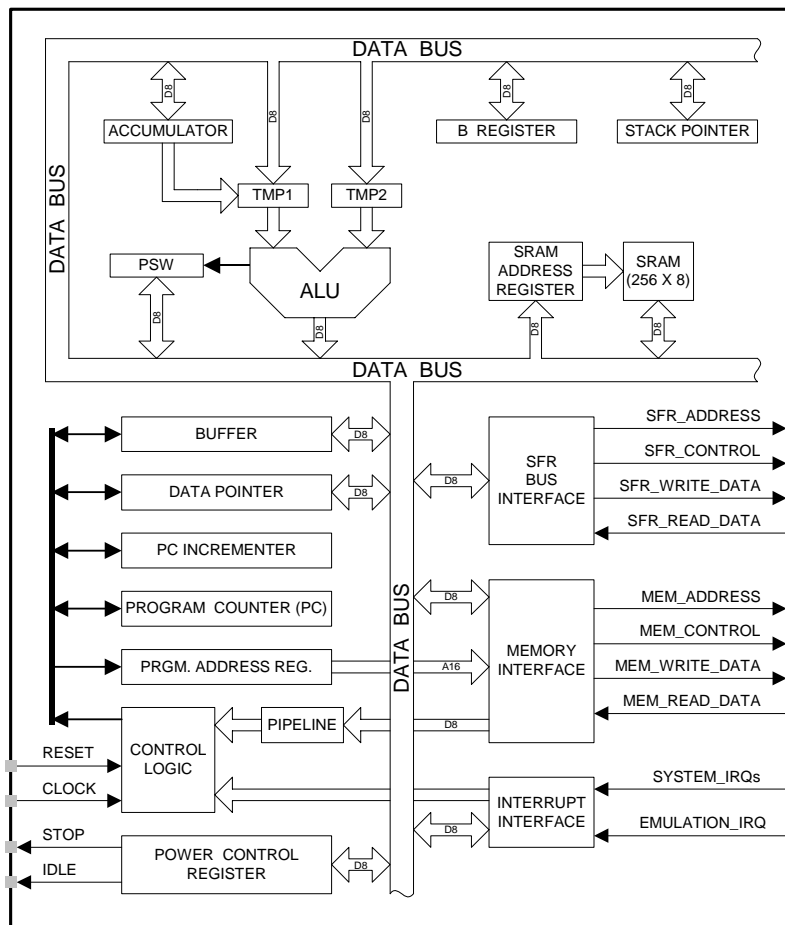 DATA BUS
D8
D8
D8
D8
D8
ACCUMULATOR
B REGISTER
STACK POINTER
DATA BUS
TMP1
TMP2
PSW
ALU
SRAM
ADDRESS
REGISTER
SRAM
(256 X 8)
D8
D8
D8
D8
DATA BUS
BUFFER
D8
DATA POINTER
D8
PC INCREMENTER
PROGRAM COUNTER (PC)
PRGM. ADDRESS REG.
A16
DATA BUS
D8
SFR
BUS
INTERFACE
SFR_ADDRESS
SFR_CONTROL
SFR_WRITE_DATA
SFR_READ_DATA
D8
MEMORY
INTERFACE
MEM_ADDRESS
MEM_CONTROL
MEM_WRITE_DATA
MEM_READ_DATA
CONTROL
LOGIC
PIPELINE
D8
RESET
CLOCK
INTERRUPT
INTERFACE
D8
SYSTEM_IRQs
EMULATION_IRQ
STOP
IDLE
POWER CONTROL
REGISTER
D8